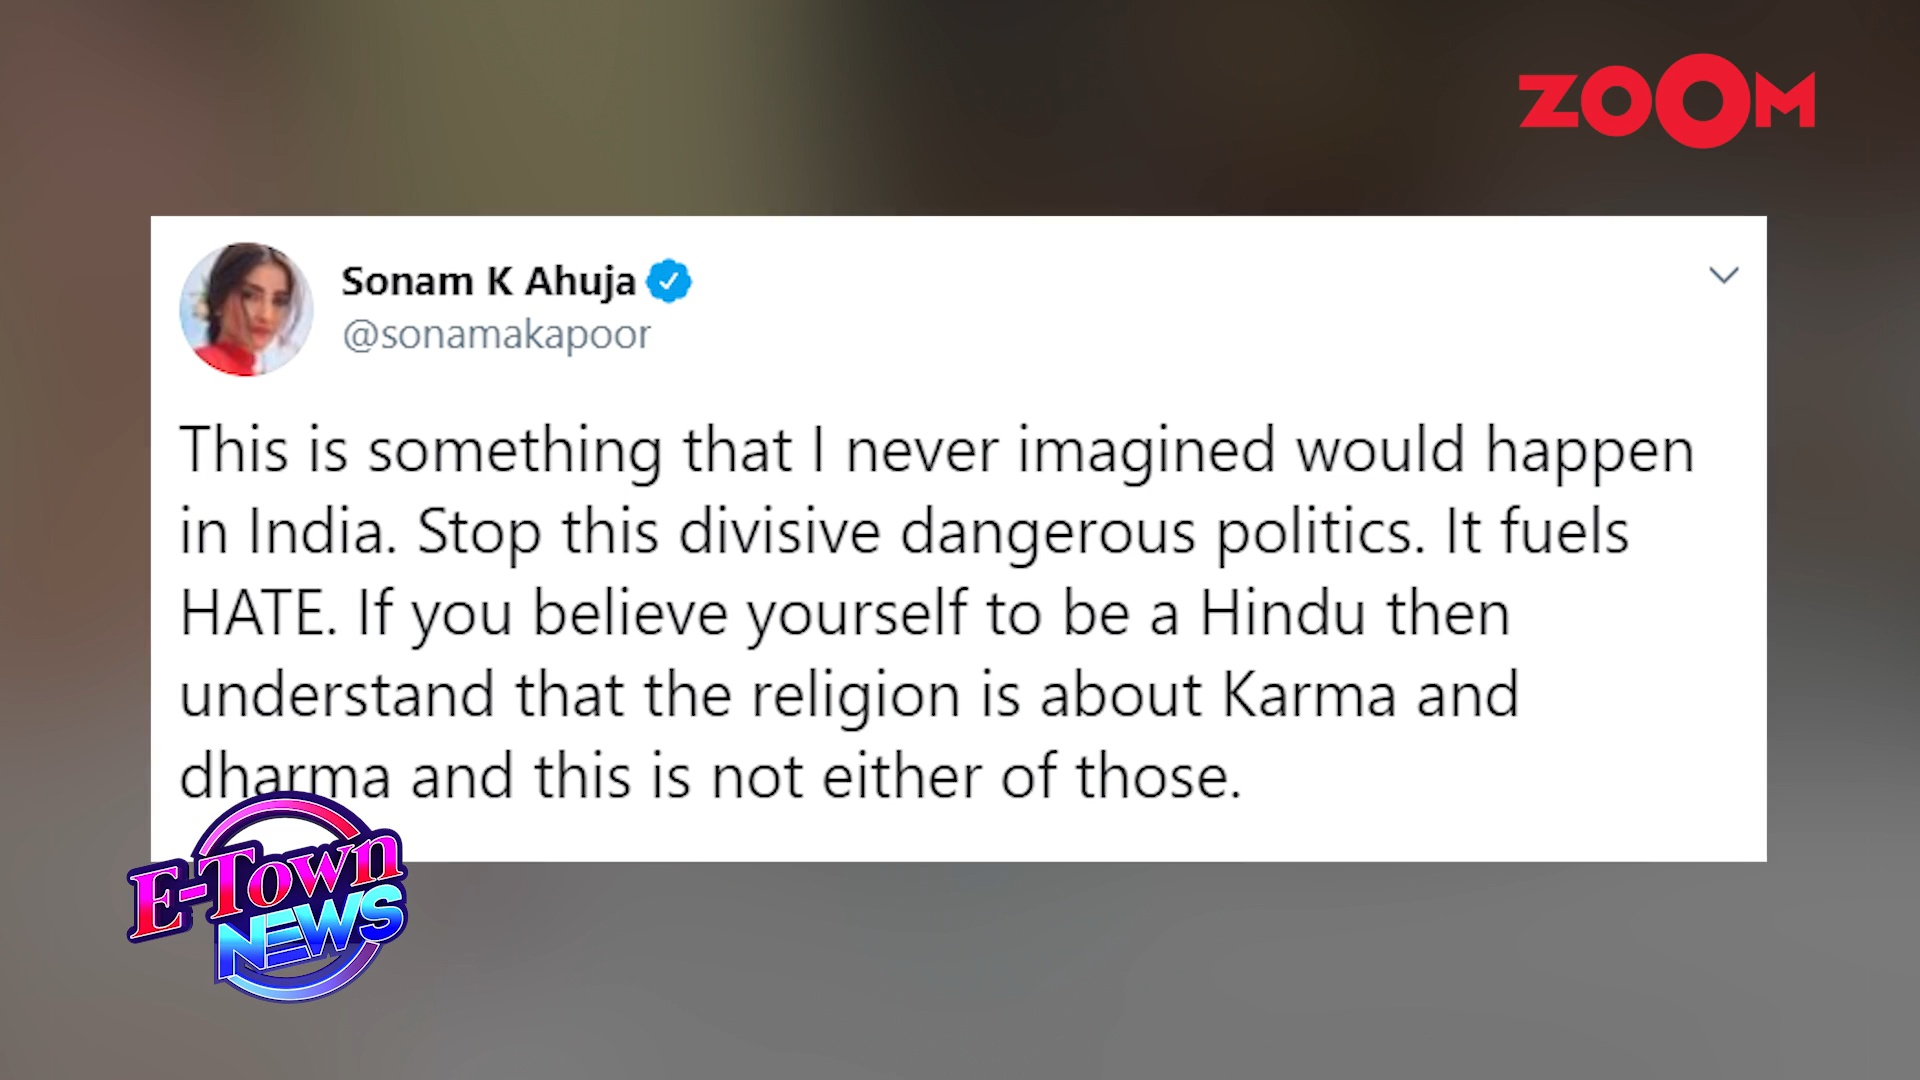 ZOOM
Sonam K Ahuja
@sonamakapoor
This is something that I never imagined would happen
in India. Stop this divisive dangerous politics. It fuels
HATE. If you believe yourself to be a Hindu then
understand that the religion is about Karma and
dharma and this is not either of those.
E-Town
NEWS